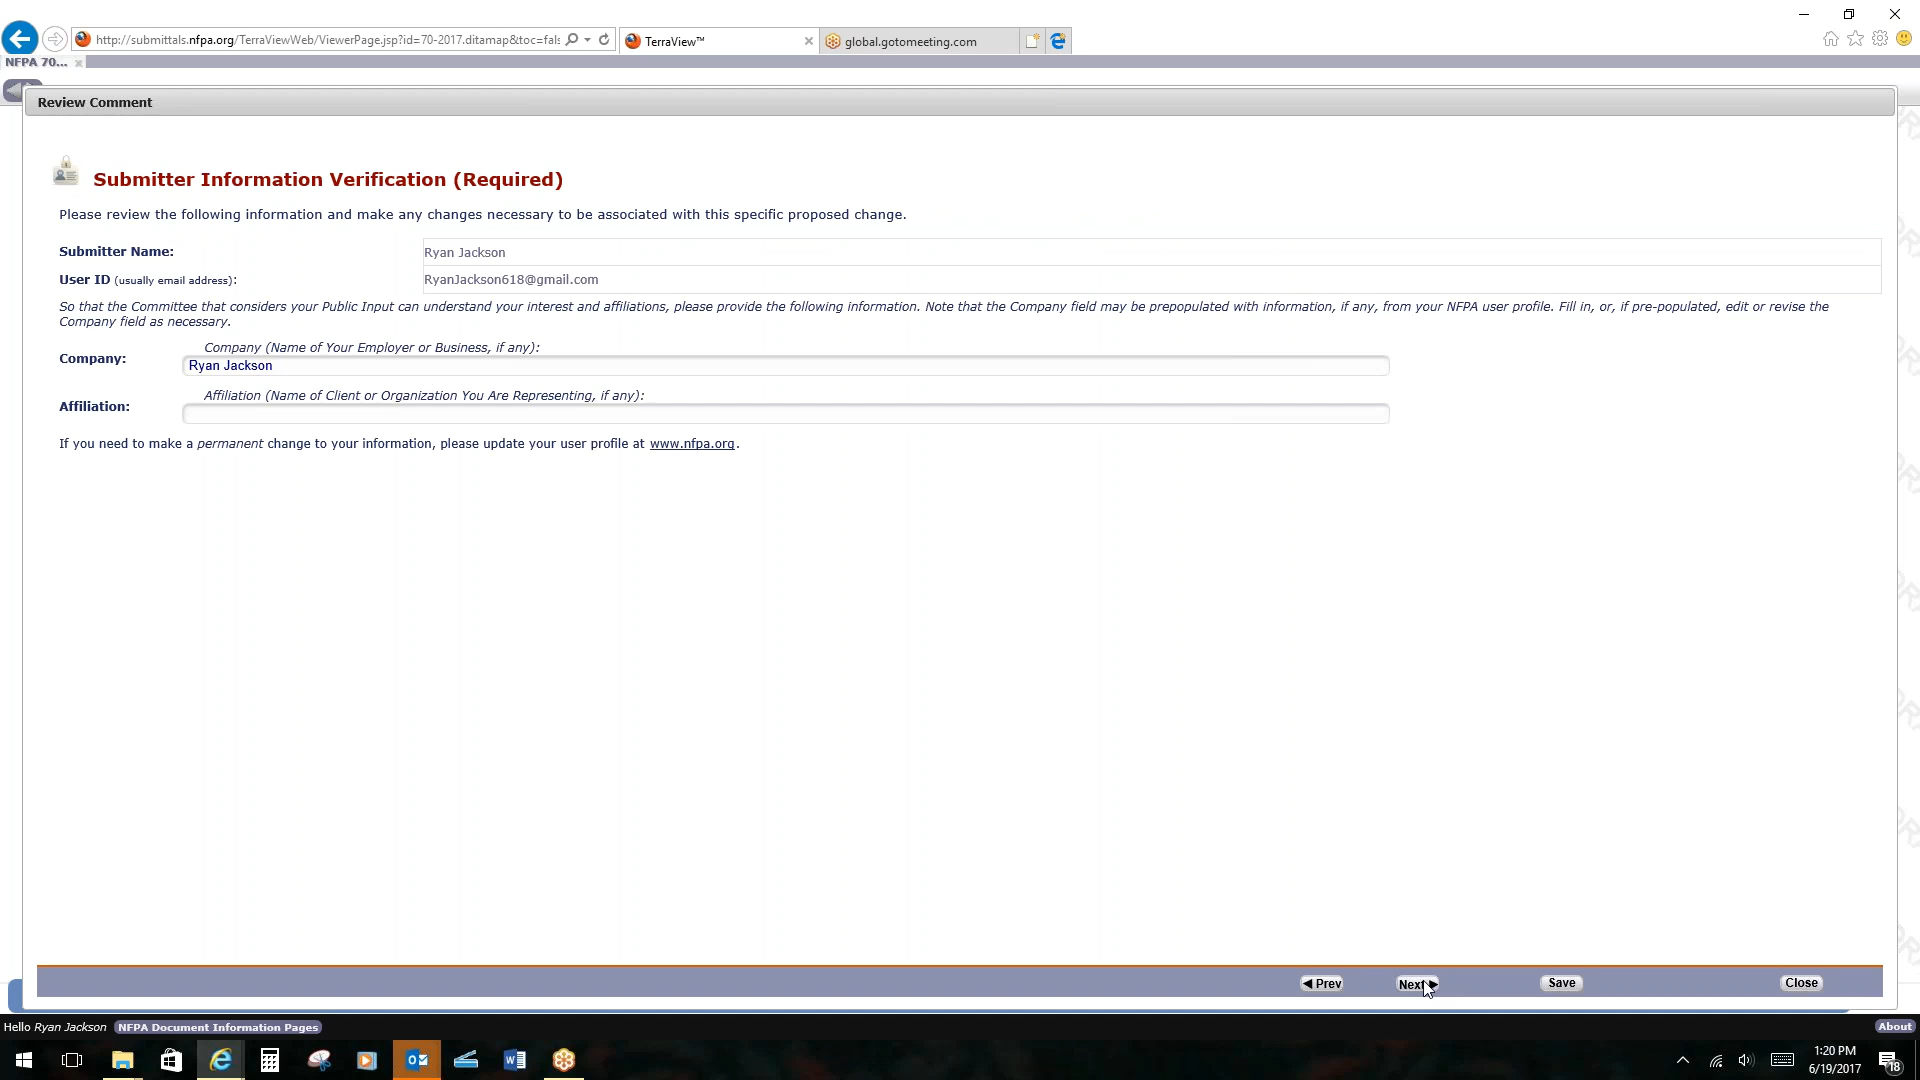 http://submittals.nfpa.org/TerraViewWeb/ViewerPage.jsp?id=70-2017.ditamap&toc=fals
TerraView™
global.gotomeeting.com
NFPA 70...
Review Comment
Submitter Information Verification (Required)
Please review the following information and make any changes necessary to be associated with this specific proposed change.
Submitter Name: Ryan Jackson
User ID (usually email address): RyanJackson618@gmail.com
So that the Committee that considers your Public Input can understand your interest and affiliations, please provide the following information. Note that the Company field may be prepopulated with information, if any, from your NFPA user profile. Fill in, or, if pre-populated, edit or revise the
Company field as necessary.
Company (Name of Your Employer or Business, if any):
Company: Ryan Jackson
Affiliation (Name of Client or Organization You Are Representing, if any):
Affiliation:
If you need to make a permanent change to your information, please update your user profile at www.nfpa.org.
Prev Next Save Close
Hello Ryan Jackson NFPA Document Information Pages About
1:20 PM
6/19/2017
18